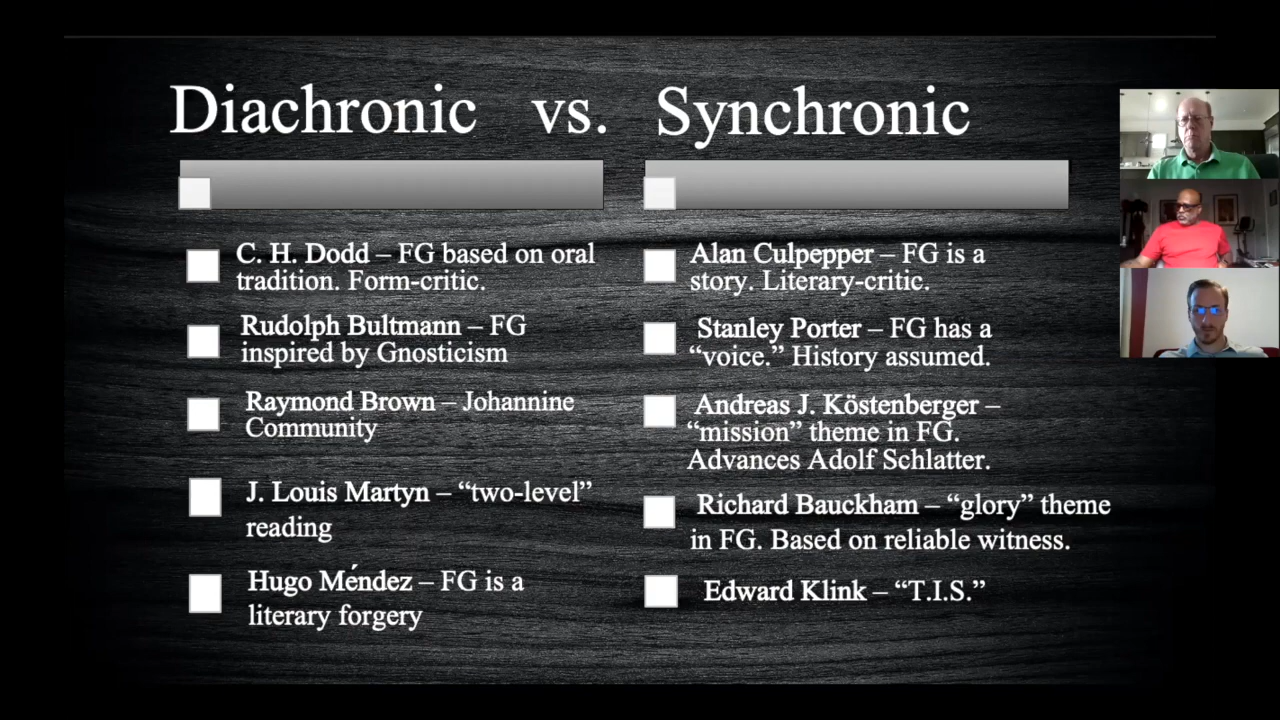 Diachronic vs. Synchronic
C. H. Dodd – FG based on oral
tradition. Form-critic.
Rudolph Bultmann – FG
inspired by Gnosticism
Raymond Brown – Johannine
Community
J. Louis Martyn – “two-level”
reading
Hugo Méndez – FG is a
literary forgery
Alan Culpepper – FG is a
story. Literary-critic.
Stanley Porter – FG has a
“voice.” History assumed.
Andreas J. Köstenberger –
“mission” theme in FG.
Advances Adolf Schlatter.
Richard Bauckham – “glory” theme
in FG. Based on reliable witness.
Edward Klink – “T.I.S.”